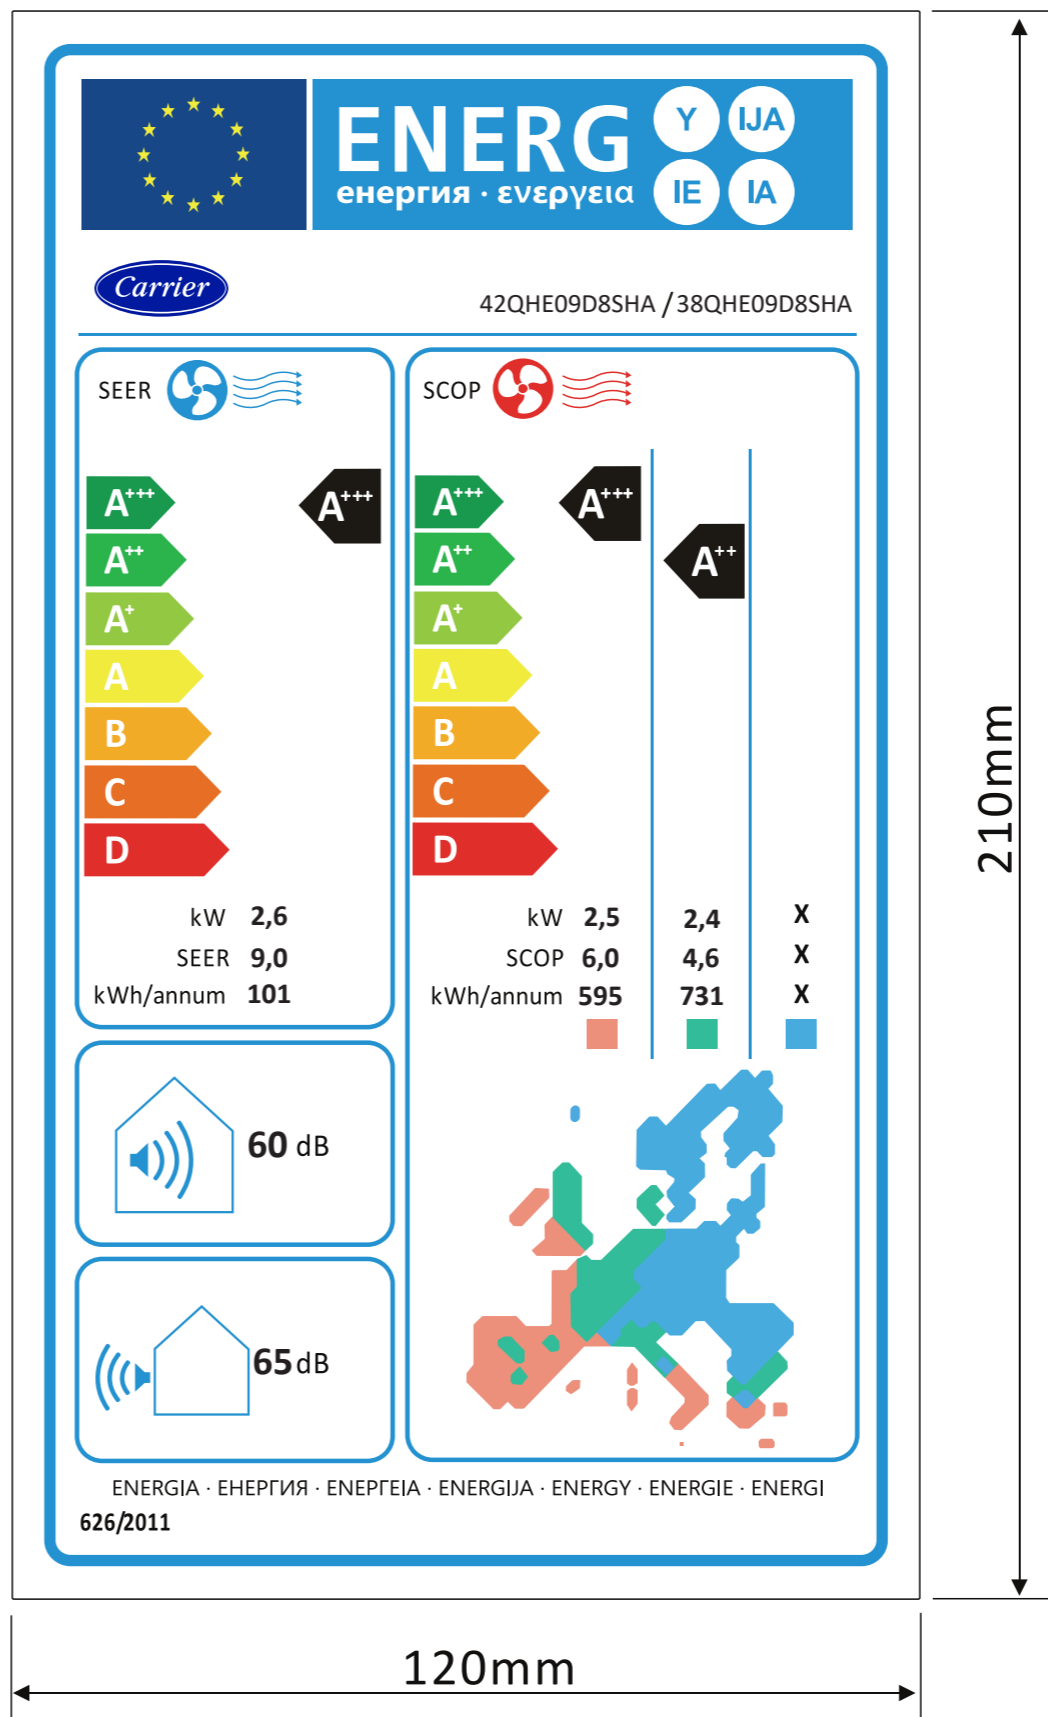 ENERG
енергия · ενεργεια
Y IJA
IE IA
Carrier
42QHE09D8SHA / 38QHE09D8SHA
SEER
A+++
A++
A+
A
B
C
D
A+++
kW 2,6
SEER 9,0
kWh/annum 101
SCOP
A+++
A++
A+
A
B
C
D
A+++
A++
kW 2,5 2,4 X
SCOP 6,0 4,6 X
kWh/annum 595 731 X
60 dB
65 dB
ENERGIA · ЕНЕРГИЯ · ΕΝΕΡΓΕΙΑ · ENERGIJA · ENERGY · ENERGIE · ENERGI
626/2011
210mm
120mm